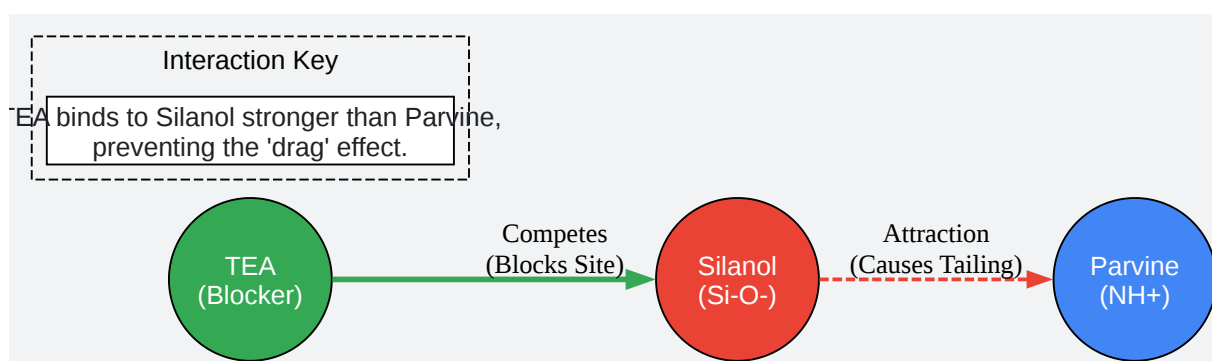 Interaction Key
TEA binds to Silanol stronger than Parvine,
preventing the 'drag' effect.
Competes
(Blocks Site)
Attraction
(Causes Tailing)
TEA
(Blocker)
Silanol
(Si-O-)
Parvine
(NH+)